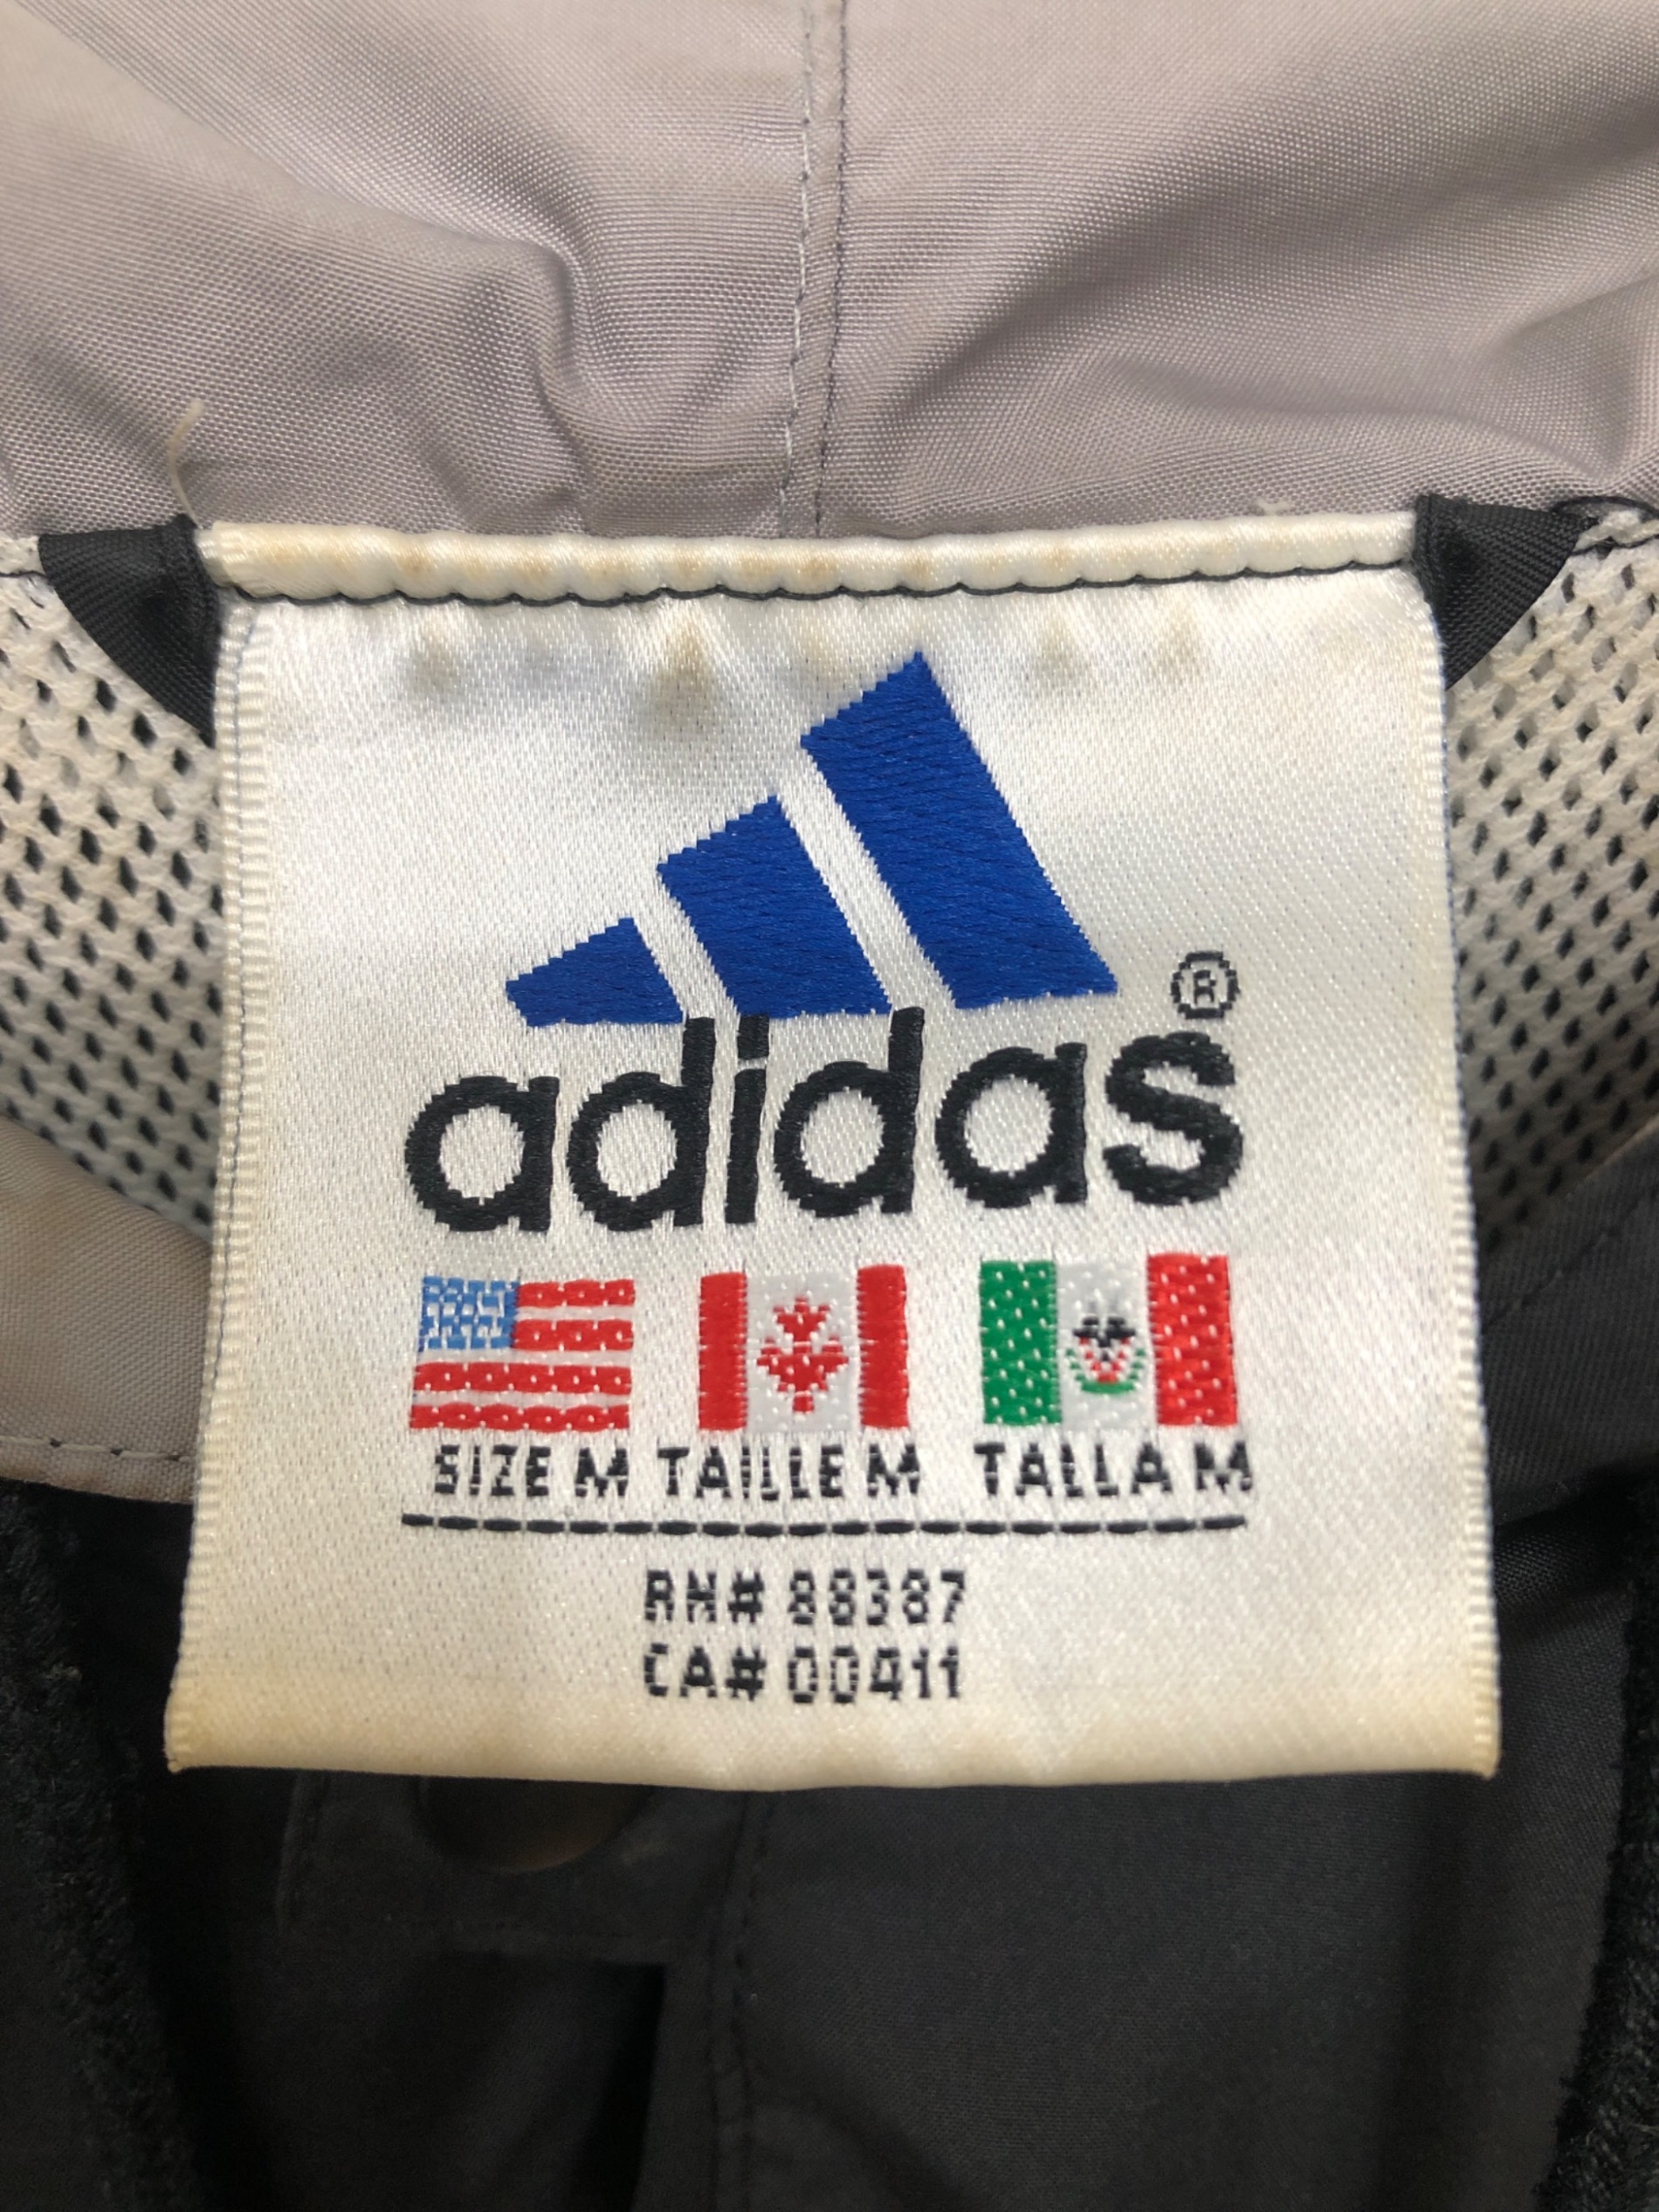 ®
adidas
SIZE M TAILLE M TALLA M
RN# 88387
CA# 00411